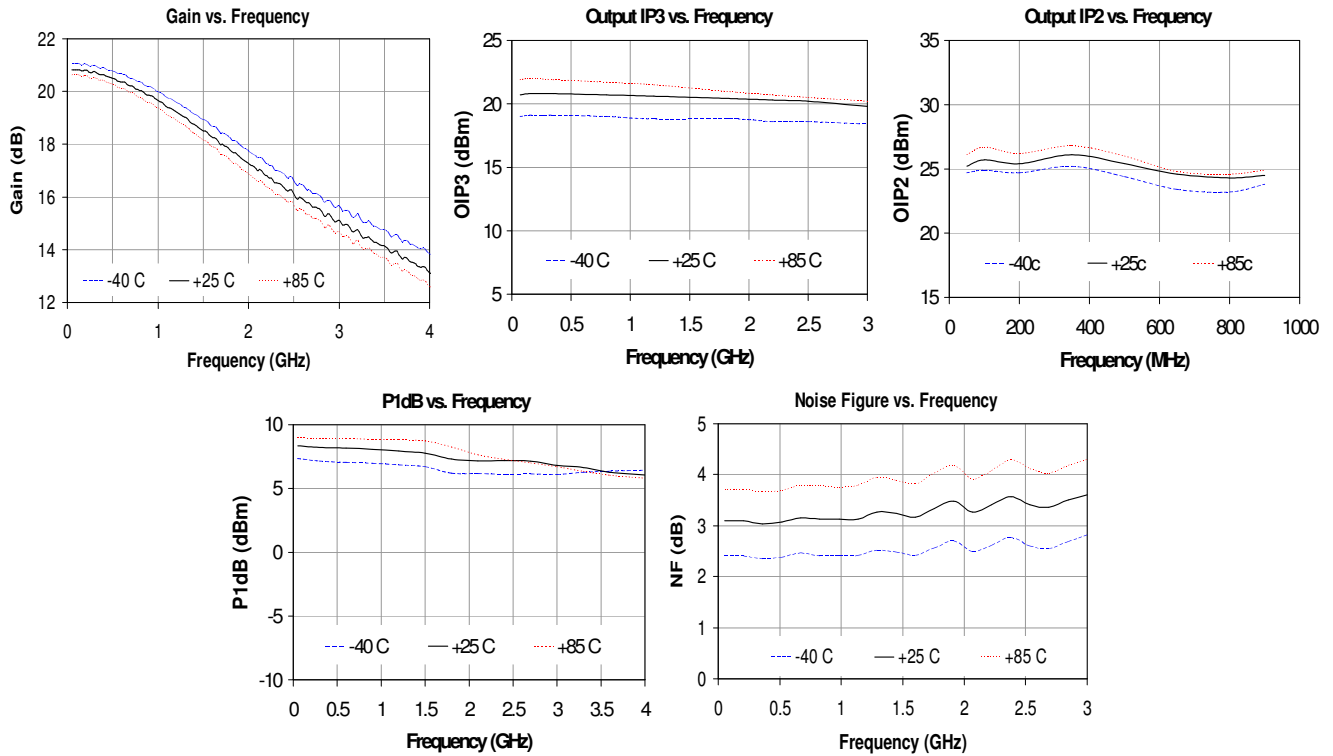 Gain vs. Frequency
22
20
18
16
14
12
Gain (dB)
-40 C +25 C +85 C
0 1 2 3 4
Frequency (GHz)
Output IP3 vs. Frequency
25
20
15
10
5
OIP3 (dBm)
-40 C +25 C +85 C
0 0.5 1 1.5 2 2.5 3
Frequency (GHz)
Output IP2 vs. Frequency
35
30
25
20
15
OIP2 (dBm)
-40c +25c +85c
0 200 400 600 800 1000
Frequency (MHz)
P1dB vs. Frequency
10
5
0
-5
-10
P1dB (dBm)
-40 C +25 C +85 C
0 0.5 1 1.5 2 2.5 3 3.5 4
Frequency (GHz)
Noise Figure vs. Frequency
5
4
3
2
1
0
NF (dB)
-40 C +25 C +85 C
0 0.5 1 1.5 2 2.5 3
Frequency (GHz)